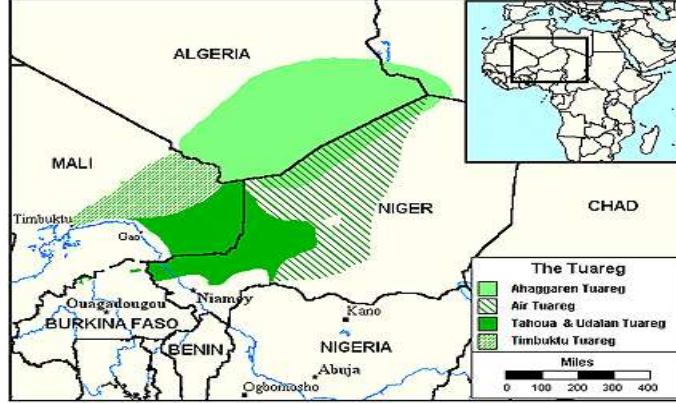 ALGERIA
MALI
NIGER
CHAD
Timbuktu
Gao
Niamey
Ouagadougou
BURKINA FASO
BENIN
Kano
NIGERIA
Abuja
Ogbomosho
The Tuareg
Ahaggaren Tuareg
Air Tuareg
Tahoua & Udalan Tuareg
Timbuktu Tuareg
Miles
0 100 200 300 400